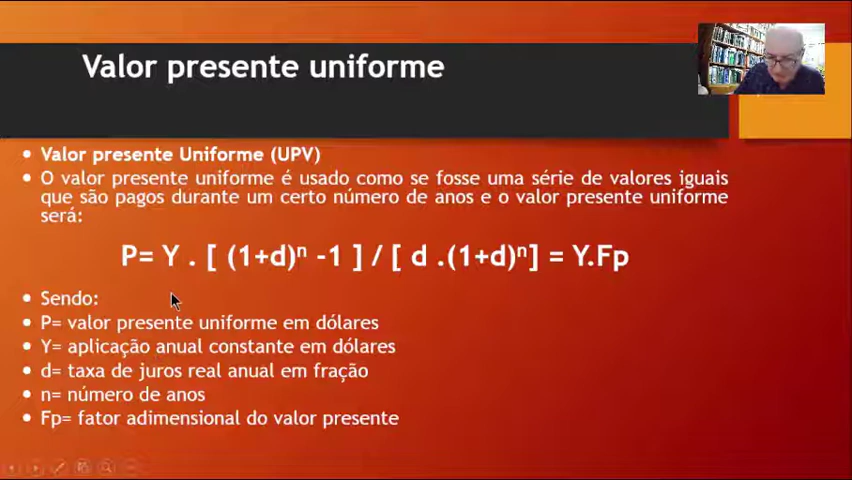 Valor presente uniforme
• Valor presente Uniforme (UPV)
• O valor presente uniforme é usado como se fosse uma série de valores iguais
que são pagos durante um certo número de anos e o valor presente uniforme
será:
P= Y . [ (1+d)ⁿ -1 ] / [ d .(1+d)ⁿ] = Y.Fp
• Sendo:
• P= valor presente uniforme em dólares
• Y= aplicação anual constante em dólares
• d= taxa de juros real anual em fração
• n= número de anos
• Fp= fator adimensional do valor presente